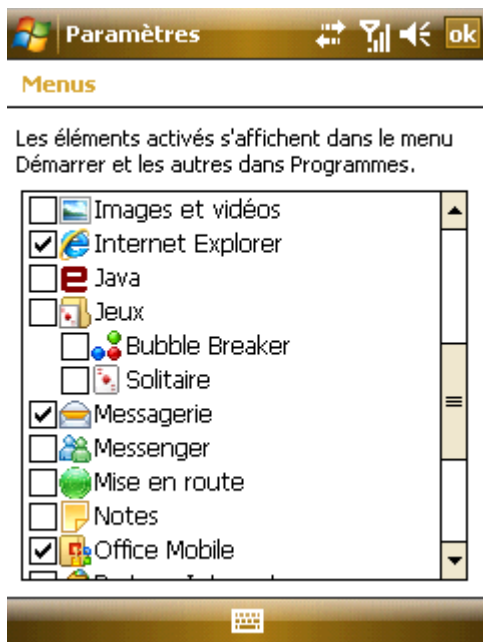 Paramètres
ok
Menus
Les éléments activés s'affichent dans le menu
Démarrer et les autres dans Programmes.
Images et vidéos
Internet Explorer
Java
Jeux
Bubble Breaker
Solitaire
Messagerie
Messenger
Mise en route
Notes
Office Mobile